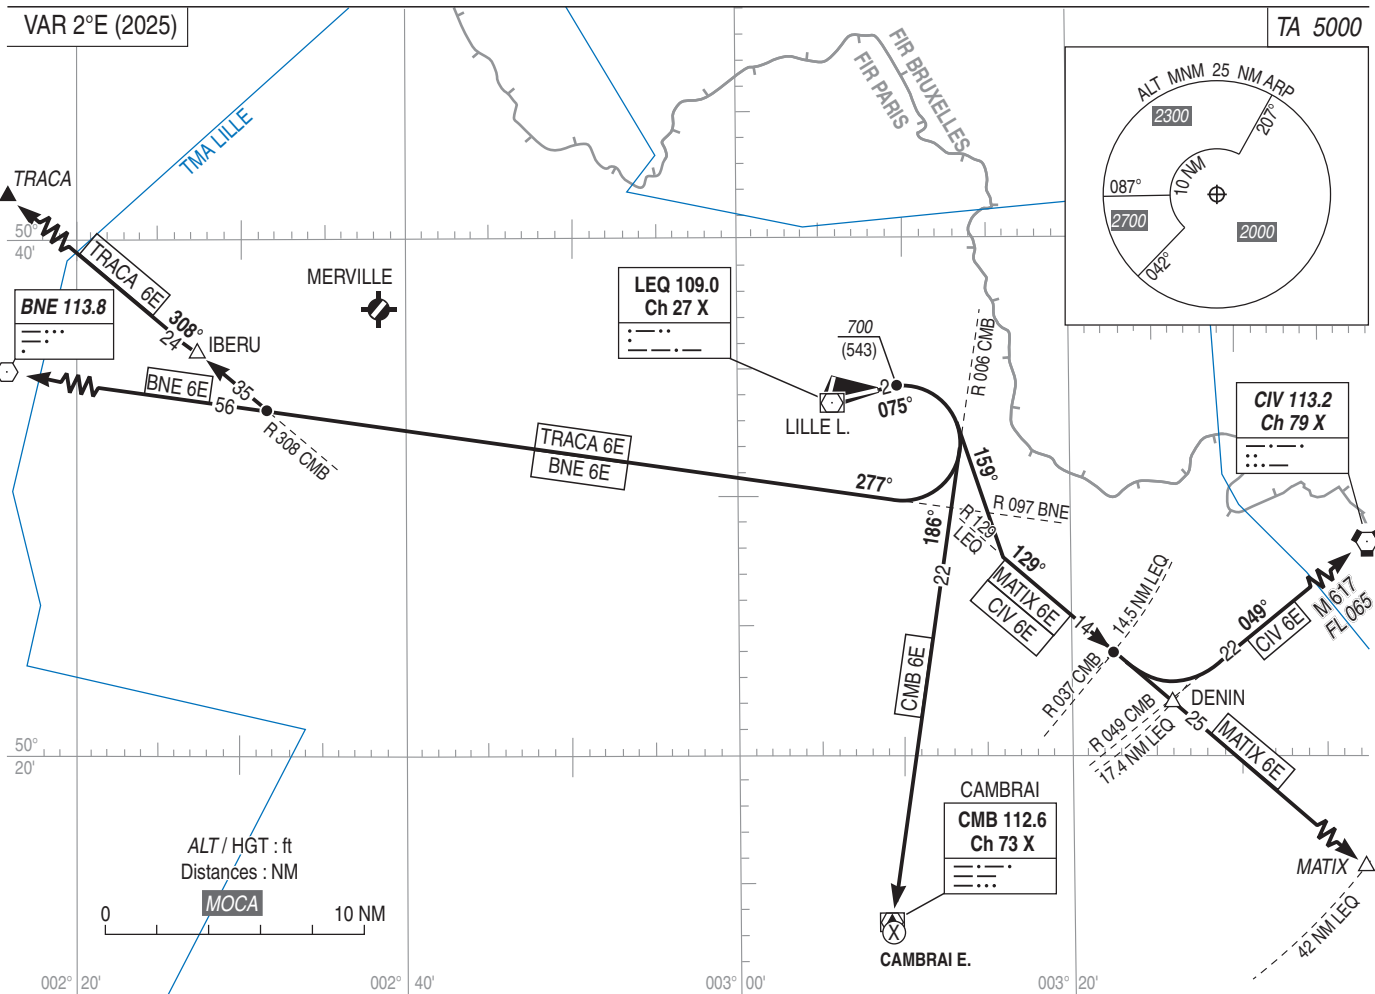 VAR 2°E (2025)
TA 5000
ALT MNM 25 NM ARP
2300
207°
087°
10 NM
2700
2000
042°
FIR BRUXELLES
FIR PARIS
TMA LILLE
TRACA
50°
40'
TRACA 6E
MERVILLE
BNE 113.8
308°
24
IBERU
35
BNE 6E
56
R 308 CMB
LEQ 109.0
Ch 27 X
700
(543)
2
075°
LILLE L.
R 006 CMB
CIV 113.2
Ch 79 X
TRACA 6E
BNE 6E
277°
159°
R 097 BNE
186°
R 129
LEQ
22
129°
MATIX 6E
CIV 6E
14
14.5 NM LEQ
049°
M 617
FL 065
CIV 6E
22
CMB 6E
R 037 CMB
DENIN
R 049 CMB
17.4 NM LEQ
25
MATIX 6E
50°
20'
CAMBRAI
CMB 112.6
Ch 73 X
ALT / HGT : ft
Distances : NM
MOCA
0
10 NM
MATIX
42 NM LEQ
X
CAMBRAI E.
002° 20'
002° 40'
003° 00'
003° 20'